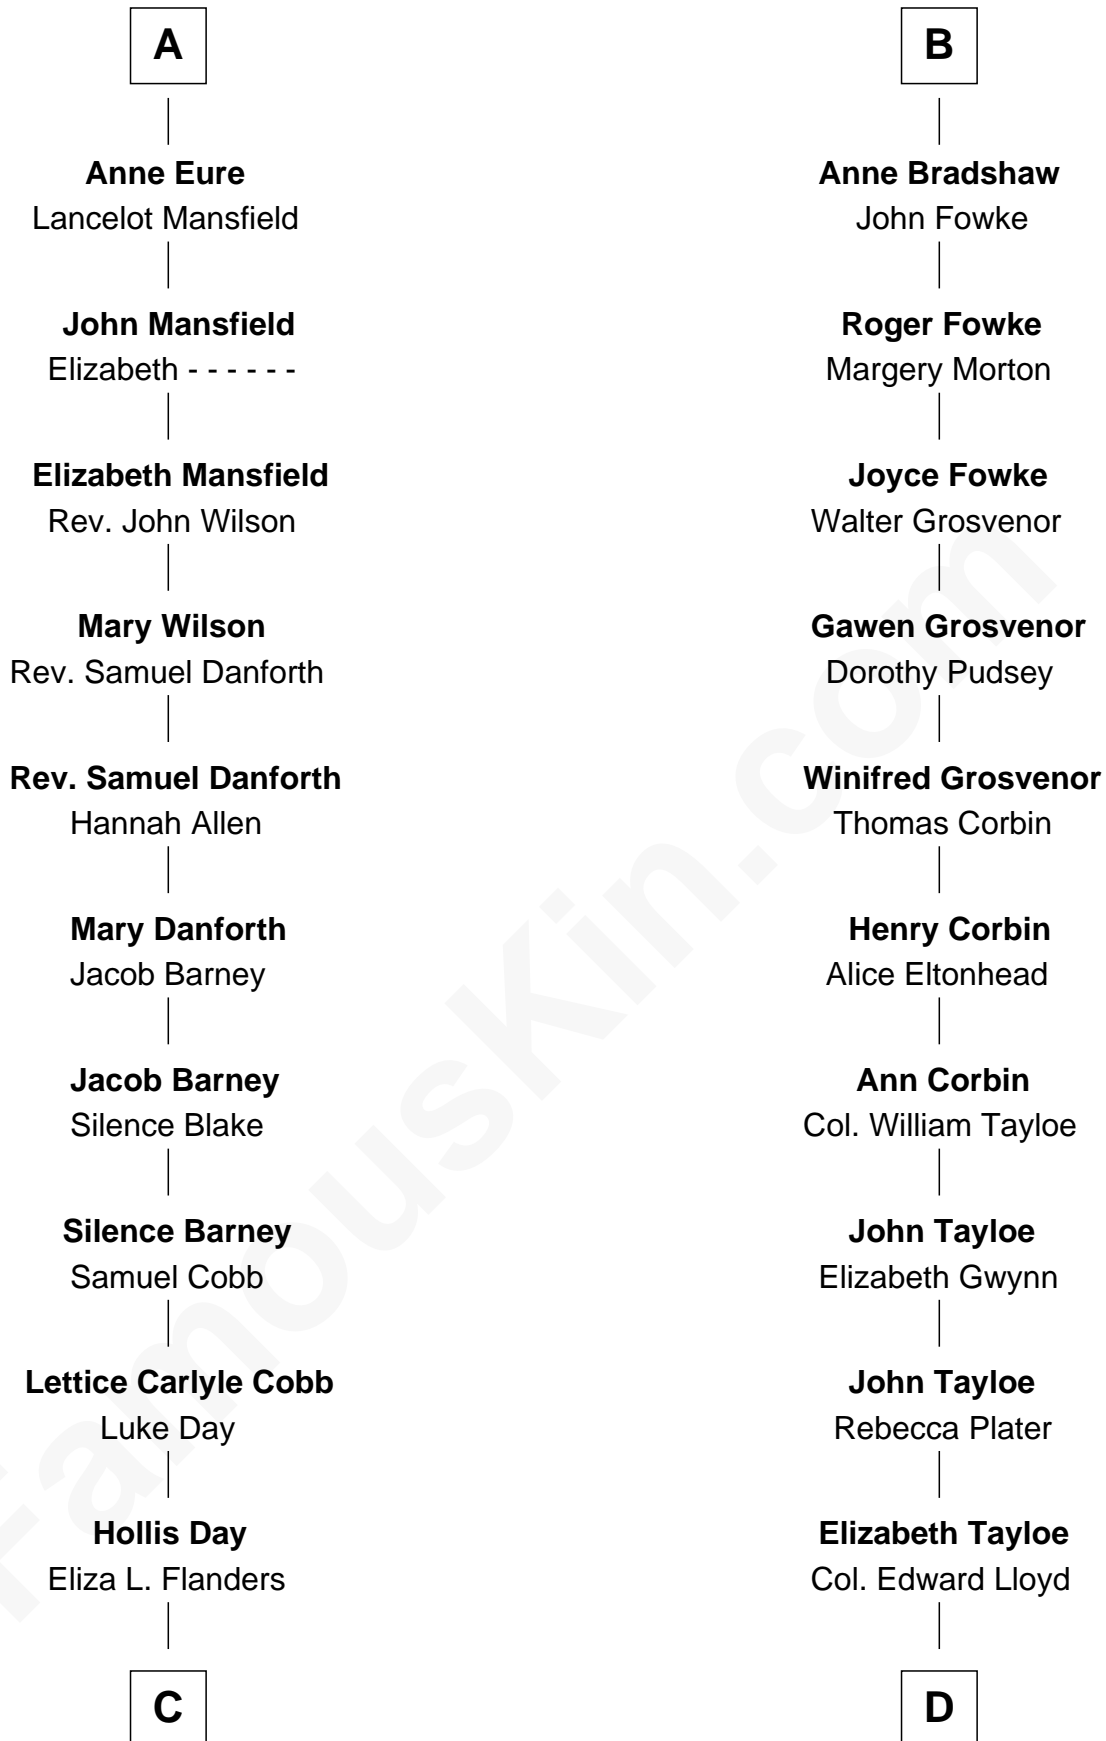 A
Anne Eure
Lancelot Mansfield
John Mansfield
Elizabeth - - - - - -
Elizabeth Mansfield
Rev. John Wilson
Mary Wilson
Rev. Samuel Danforth
Rev. Samuel Danforth
Hannah Allen
Mary Danforth
Jacob Barney
Jacob Barney
Silence Blake
Silence Barney
Samuel Cobb
Lettice Carlyle Cobb
Luke Day
Hollis Day
Eliza L. Flanders
C
B
Anne Bradshaw
John Fowke
Roger Fowke
Margery Morton
Joyce Fowke
Walter Grosvenor
Gawen Grosvenor
Dorothy Pudsey
Winifred Grosvenor
Thomas Corbin
Henry Corbin
Alice Eltonhead
Ann Corbin
Col. William Tayloe
John Tayloe
Elizabeth Gwynn
John Tayloe
Rebecca Plater
Elizabeth Tayloe
Col. Edward Lloyd
D
FamousKin.com